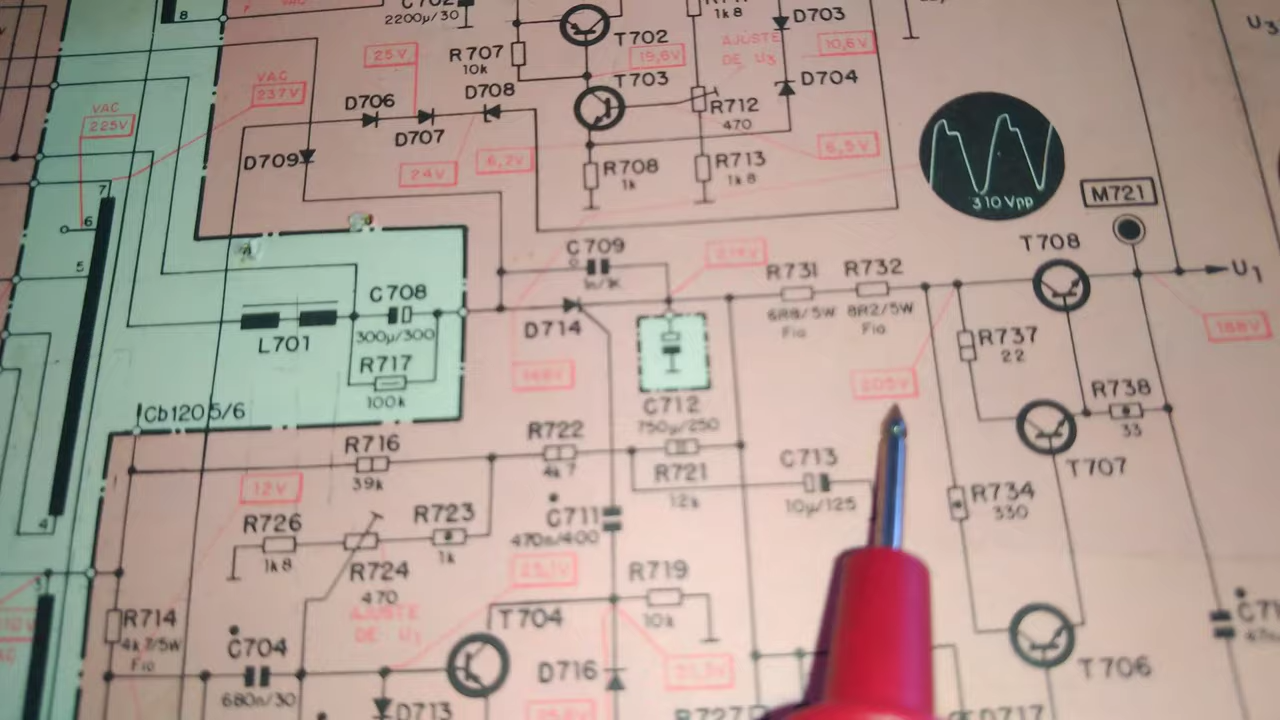 8
2200µ/30
R707
10k
T702
1k8
D703
U3
25V
19,6V
AJUSTE
DE U3
10,6V
VAC
237V
T703
D704
D706
D708
D707
R712
470
VAC
225V
D709
24V
6,2V
R708
1k
R713
1k8
6,5V
310Vpp
M721
7
6
5
4
C709
T708
U1
R731
R732
6R8/5W
Fio
8R2/5W
Fio
C708
300µ/300
L701
R717
100k
D714
188V
R737
22
205V
Cb1205/6
C712
750µ/250
R738
33
T707
R716
39k
R722
4k7
R721
12k
C713
10µ/125
12V
R726
1k8
R723
1k
C711
470n/400
R724
470
R734
330
AJUSTE
DE U1
R719
10k
R714
4k7/5W
Fio
C704
680n/30
T704
D716
T706
D713
R727
D717